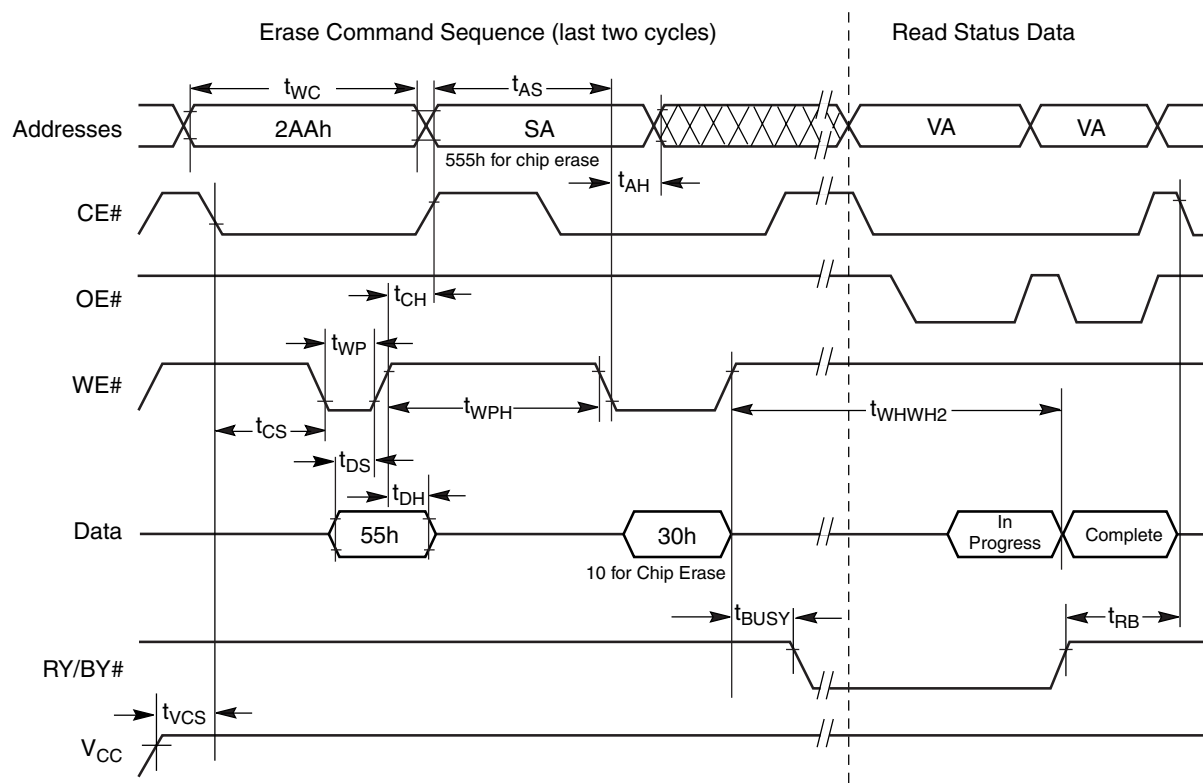 Erase Command Sequence (last two cycles)
Read Status Data
tWC
tAS
Addresses
2AAh
SA
VA
VA
555h for chip erase
tAH
CE#
OE#
tCH
tWP
WE#
tWPH
tWHWH2
tCS
tDS
tDH
Data
55h
30h
In
Progress
Complete
10 for Chip Erase
tBUSY
tRB
RY/BY#
tVCS
VCC